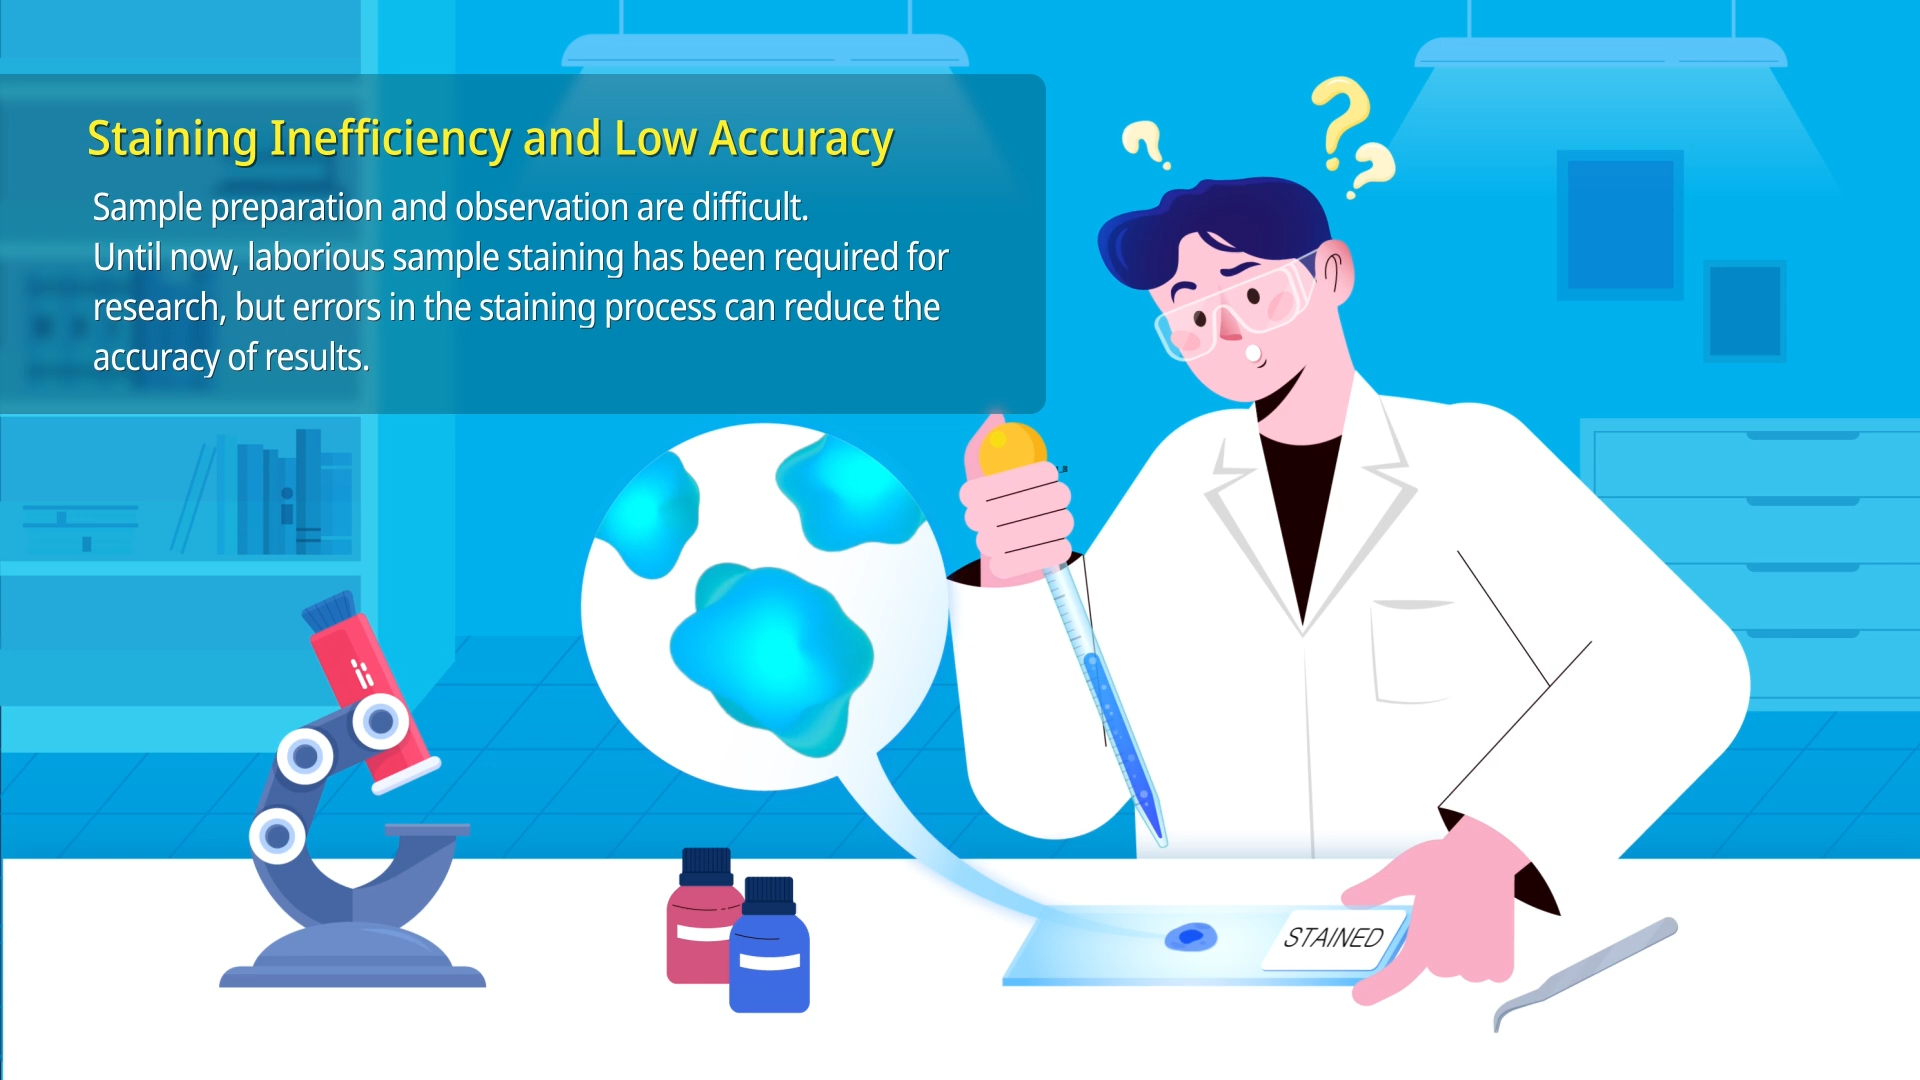 Staining Inefficiency and Low Accuracy
Sample preparation and observation are difficult.
Until now, laborious sample staining has been required for
research, but errors in the staining process can reduce the
accuracy of results.
STAINED